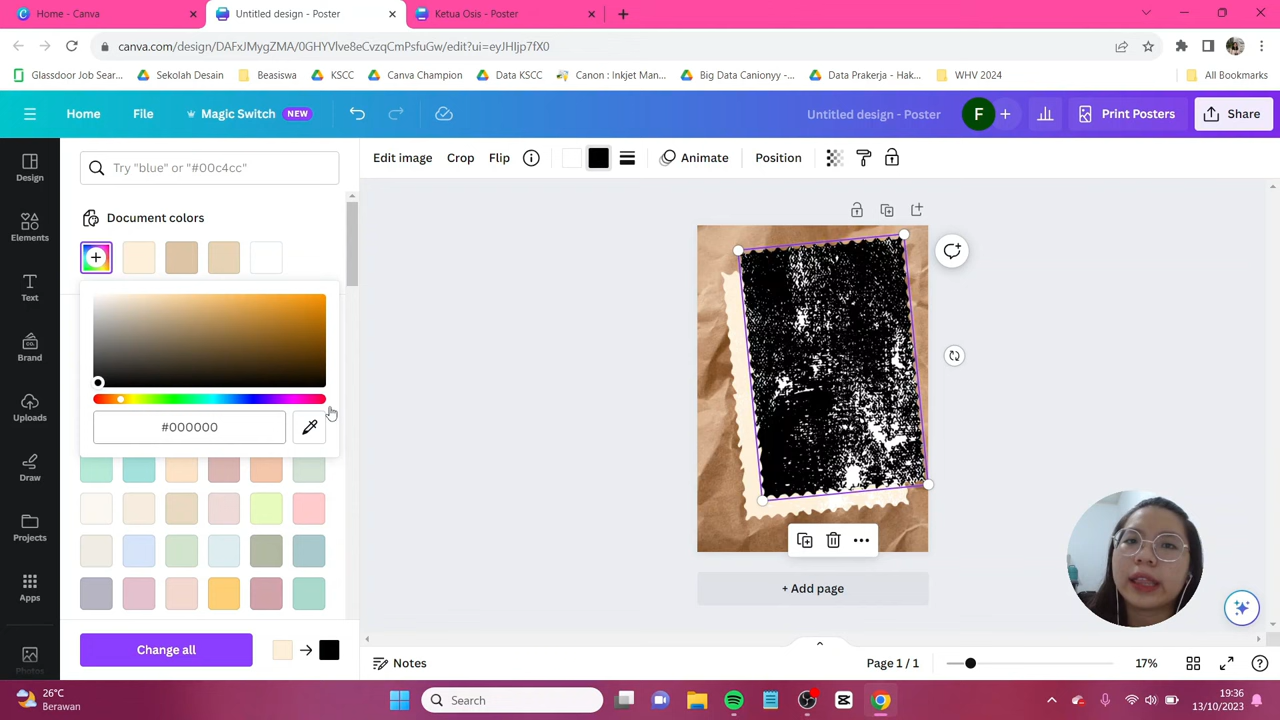 Home - Canva
Untitled design - Poster
Ketua Osis - Poster
canva.com/design/DAFxJMygZMA/0GHYVlve8eCvzqCmPsfuGw/edit?ui=eyJHIjp7fX0
Glassdoor Job Sear...
Sekolah Desain
Beasiswa
KSCC
Canva Champion
Data KSCC
Canon : Inkjet Man...
Big Data Canionyy -...
Data Prakerja - Hak...
WHV 2024
All Bookmarks
Home
File
Magic Switch NEW
Untitled design - Poster
F
Print Posters
Share
Design
Try "blue" or "#00c4cc"
Edit image
Crop
Flip
Animate
Position
Document colors
Elements
Text
Brand
Uploads
#000000
Draw
Projects
Apps
Photos
+ Add page
Change all
Notes
Page 1 / 1
17%
26°C
Berawan
Search
19:36
13/10/2023